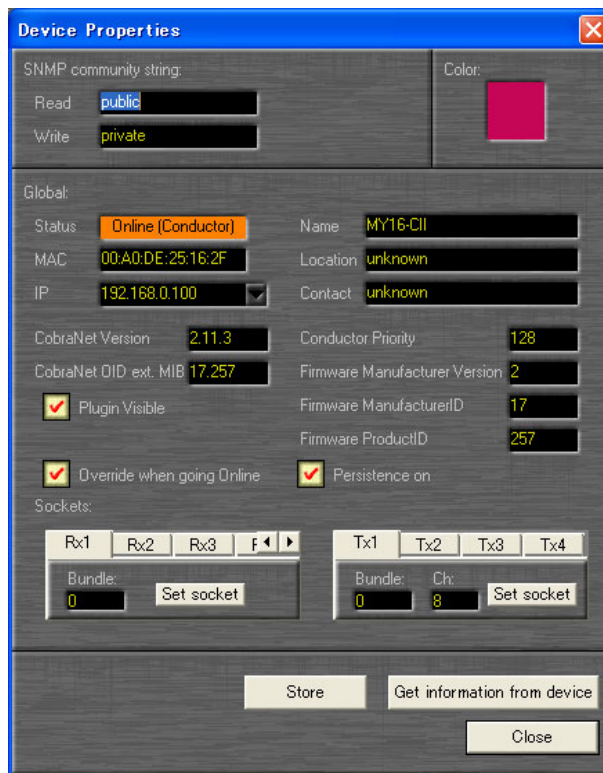 Device Properties
SNMP community string:
Color:
Read public
Write private
Global:
Status Online (Conductor)
Name MY16-CII
MAC 00:A0:DE:25:16:2F
Location unknown
IP 192.168.0.100
Contact unknown
CobraNet Version 2.11.3
Conductor Priority 128
CobraNet OID ext. MIB 17.257
Firmware Manufacturer Version 2
Plugin Visible
Firmware ManufacturerID 17
Firmware ProductID 257
Override when going Online
Persistence on
Sockets:
Rx1 Rx2 Rx3
Tx1 Tx2 Tx3 Tx4
Bundle:
0 Set socket
Bundle: Ch:
0 8 Set socket
Store
Get information from device
Close